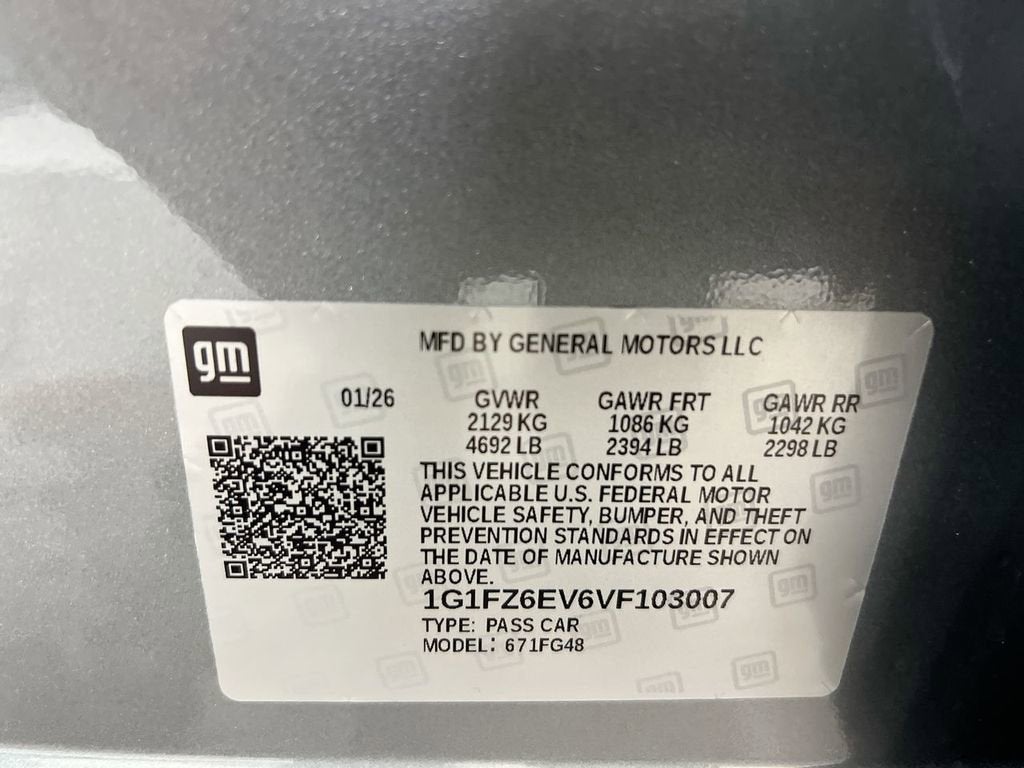 gm
MFD BY GENERAL MOTORS LLC
01/26 GVWR GAWR FRT GAWR RR
2129 KG 1086 KG 1042 KG
4692 LB 2394 LB 2298 LB
THIS VEHICLE CONFORMS TO ALL
APPLICABLE U.S. FEDERAL MOTOR
VEHICLE SAFETY, BUMPER, AND THEFT
PREVENTION STANDARDS IN EFFECT ON
THE DATE OF MANUFACTURE SHOWN
ABOVE.
1G1FZ6EV6VF103007
TYPE: PASS CAR
MODEL: 671FG48